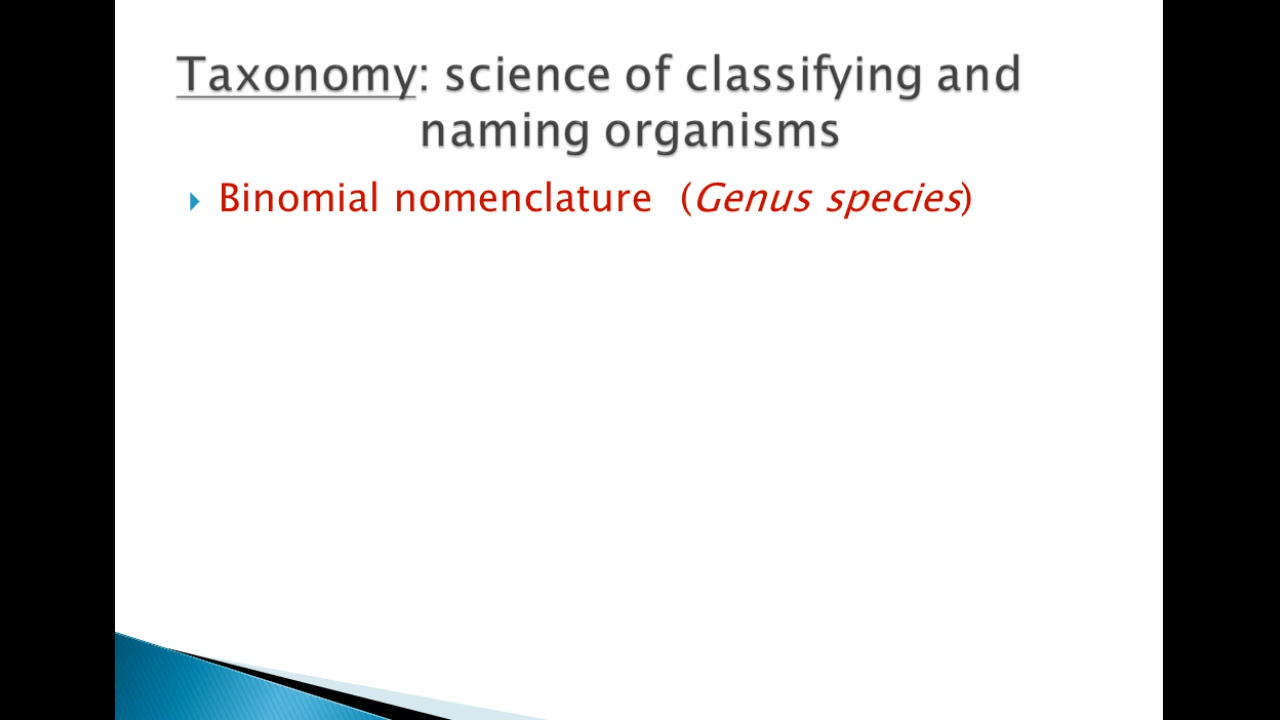 Taxonomy: science of classifying and
naming organisms
Binomial nomenclature (Genus species)